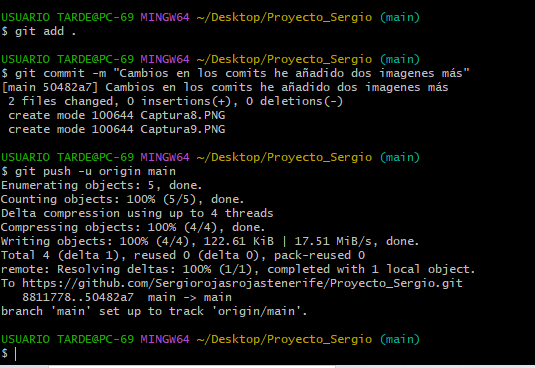 USUARIO TARDE@PC-69 MINGW64 ~/Desktop/Proyecto_Sergio (main)
$ git add .
USUARIO TARDE@PC-69 MINGW64 ~/Desktop/Proyecto_Sergio (main)
$ git commit -m "Cambios en los comits he añadido dos imagenes más"
[main 50482a7] Cambios en los comits he añadido dos imagenes más
 2 files changed, 0 insertions(+), 0 deletions(-)
 create mode 100644 Captura8.PNG
 create mode 100644 Captura9.PNG
USUARIO TARDE@PC-69 MINGW64 ~/Desktop/Proyecto_Sergio (main)
$ git push -u origin main
Enumerating objects: 5, done.
Counting objects: 100% (5/5), done.
Delta compression using up to 4 threads
Compressing objects: 100% (4/4), done.
Writing objects: 100% (4/4), 122.61 KiB | 17.51 MiB/s, done.
Total 4 (delta 1), reused 0 (delta 0), pack-reused 0
remote: Resolving deltas: 100% (1/1), completed with 1 local object.
To https://github.com/Sergiorojasrojastenerife/Proyecto_Sergio.git
   8811778..50482a7  main -> main
branch 'main' set up to track 'origin/main'.
USUARIO TARDE@PC-69 MINGW64 ~/Desktop/Proyecto_Sergio (main)
$